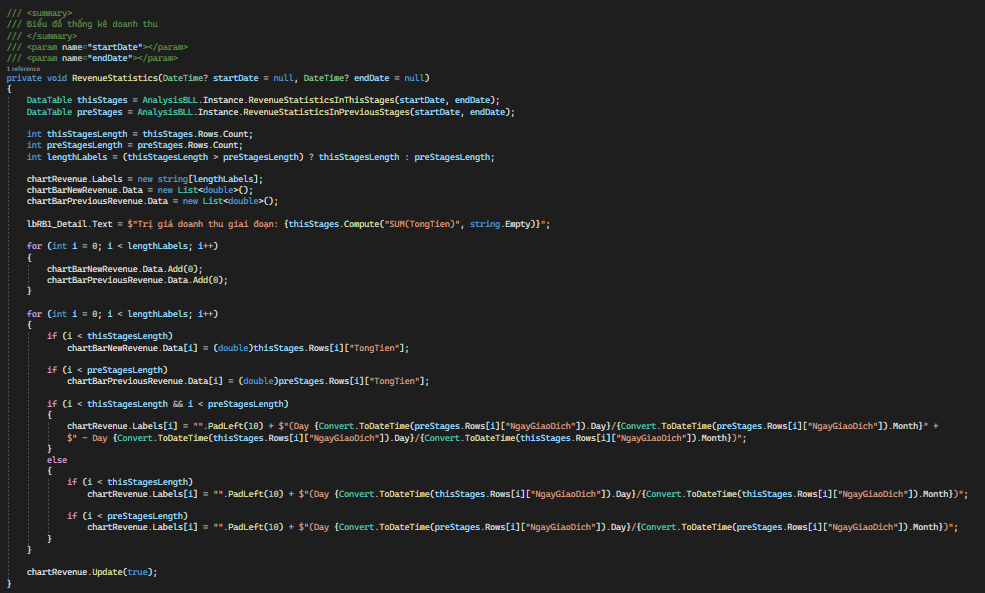 /// <summary>
/// Biểu đồ thống kê doanh thu
/// </summary>
/// <param name="startDate"></param>
/// <param name="endDate"></param>
1 reference
private void RevenueStatistics(DateTime? startDate = null, DateTime? endDate = null)
{
    DataTable thisStages = AnalysisBLL.Instance.RevenueStatisticsInThisStages(startDate, endDate);
    DataTable preStages = AnalysisBLL.Instance.RevenueStatisticsInPreviousStages(startDate, endDate);

    int thisStagesLength = thisStages.Rows.Count;
    int preStagesLength = preStages.Rows.Count;
    int lengthLabels = (thisStagesLength > preStagesLength) ? thisStagesLength : preStagesLength;

    chartRevenue.Labels = new string[lengthLabels];
    chartBarNewRevenue.Data = new List<double>();
    chartBarPreviousRevenue.Data = new List<double>();

    lbRB1_Detail.Text = $"Trị giá doanh thu giai đoạn: {thisStages.Compute("SUM(TongTien)", string.Empty)}";

    for (int i = 0; i < lengthLabels; i++)
    {
        chartBarNewRevenue.Data.Add(0);
        chartBarPreviousRevenue.Data.Add(0);
    }

    for (int i = 0; i < lengthLabels; i++)
    {
        if (i < thisStagesLength)
            chartBarNewRevenue.Data[i] = (double)thisStages.Rows[i]["TongTien"];

        if (i < preStagesLength)
            chartBarPreviousRevenue.Data[i] = (double)preStages.Rows[i]["TongTien"];

        if (i < thisStagesLength && i < preStagesLength)
        {
            chartRevenue.Labels[i] = "".PadLeft(10) + $"(Day {Convert.ToDateTime(preStages.Rows[i]["NgayGiaoDich"]).Day}/{Convert.ToDateTime(preStages.Rows[i]["NgayGiaoDich"]).Month}" +
            $" - Day {Convert.ToDateTime(thisStages.Rows[i]["NgayGiaoDich"]).Day}/{Convert.ToDateTime(thisStages.Rows[i]["NgayGiaoDich"]).Month})";
        }
        else
        {
            if (i < thisStagesLength)
                chartRevenue.Labels[i] = "".PadLeft(10) + $"(Day {Convert.ToDateTime(thisStages.Rows[i]["NgayGiaoDich"]).Day}/{Convert.ToDateTime(thisStages.Rows[i]["NgayGiaoDich"]).Month})";

            if (i < preStagesLength)
                chartRevenue.Labels[i] = "".PadLeft(10) + $"(Day {Convert.ToDateTime(preStages.Rows[i]["NgayGiaoDich"]).Day}/{Convert.ToDateTime(preStages.Rows[i]["NgayGiaoDich"]).Month})";
        }
    }

    chartRevenue.Update(true);
}